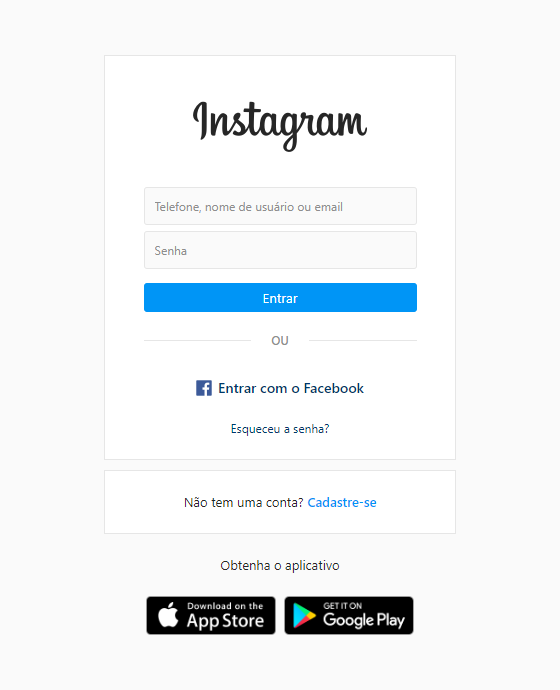 Instagram
Telefone, nome de usuário ou email
Senha
Entrar
OU
Entrar com o Facebook
Esqueceu a senha?
Não tem uma conta? Cadastre-se
Obtenha o aplicativo
Download on the
App Store
GET IT ON
Google Play